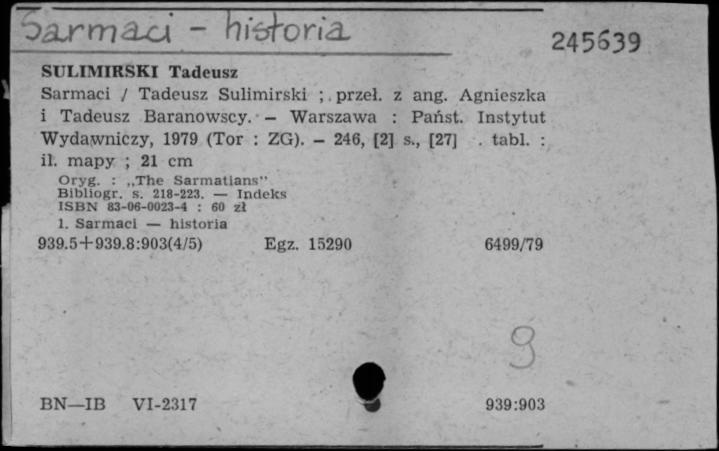 Sarmaci - historia
245639
SULIMIRSKI Tadeusz
Sarmaci / Tadeusz Sulimirski ; przeł. z ang. Agnieszka
i Tadeusz Baranowscy. — Warszawa : Państ. Instytut
Wydawniczy, 1979 (Tor : ZG). — 246, [2] s., [27] . tabl. :
il. mapy ; 21 cm
Oryg. : „The Sarmatians”
Bibliogr. s. 218-223. — Indeks
ISBN 83-06-0023-4 : 60 zł
1. Sarmaci — historia
939.5+939.8:903(4/5) Egz. 15290 6499/79
9
BN—IB VI-2317 939:903